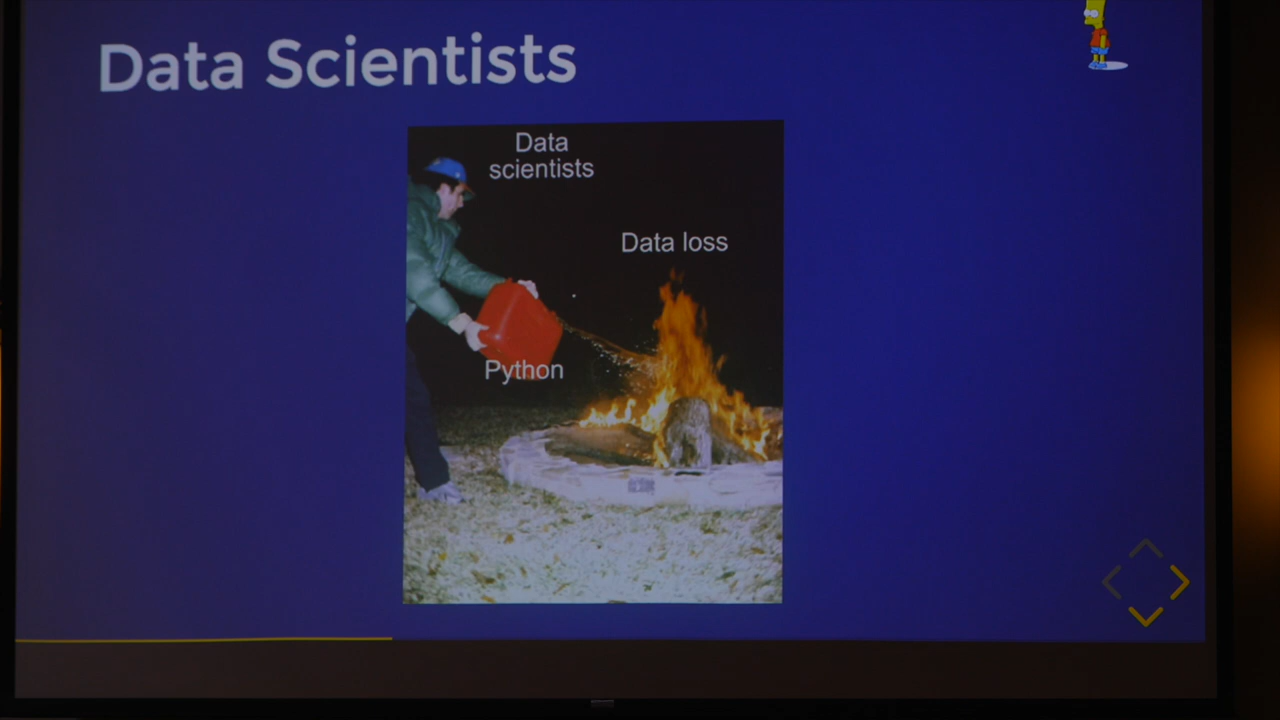 Data Scientists
Data
scientists
Data loss
Python